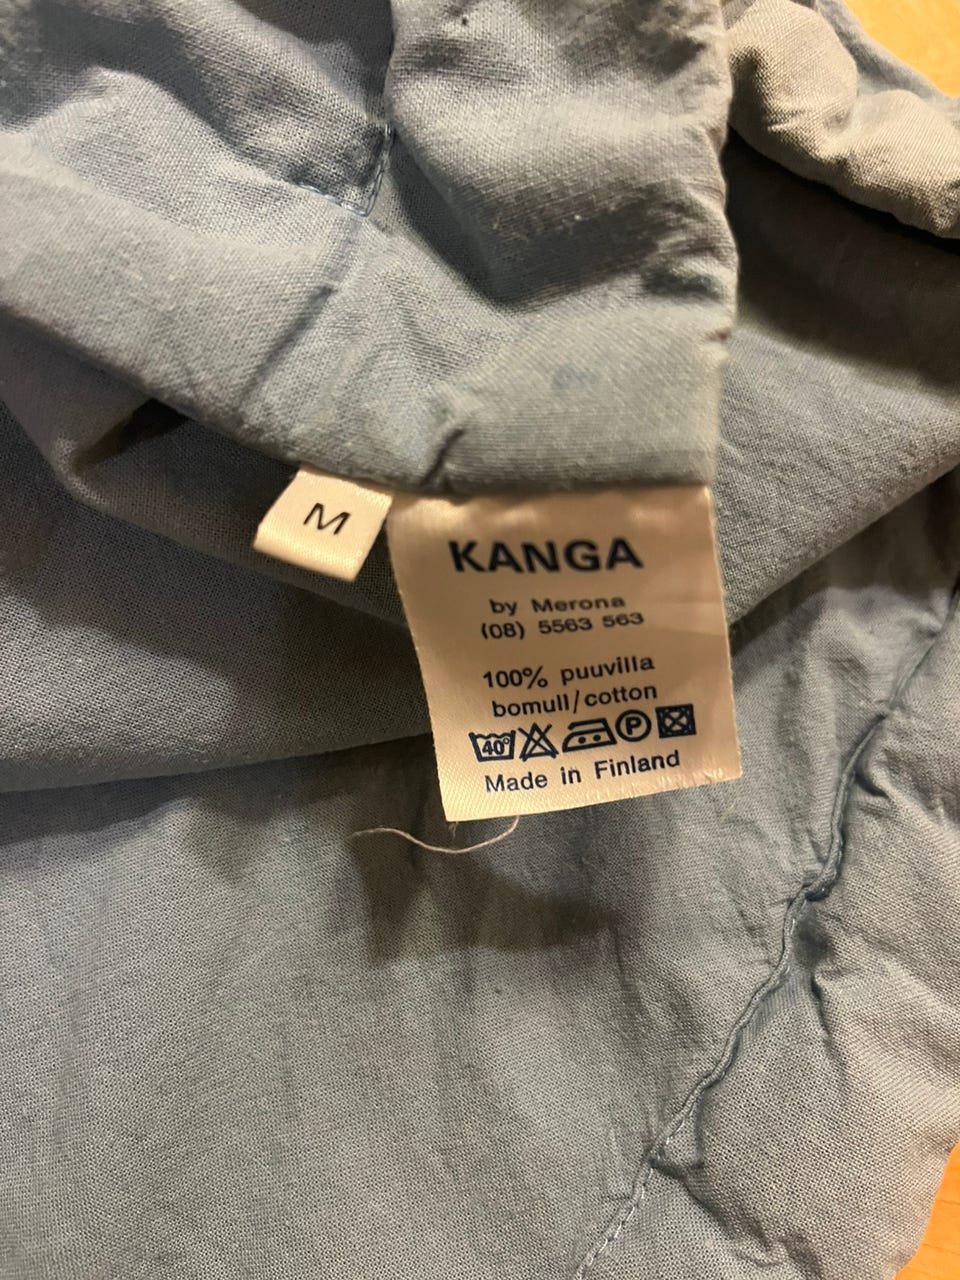 M
KANGA
by Merona
(08) 5563 563
100% puuvilla
bomull/cotton
40° P
Made in Finland